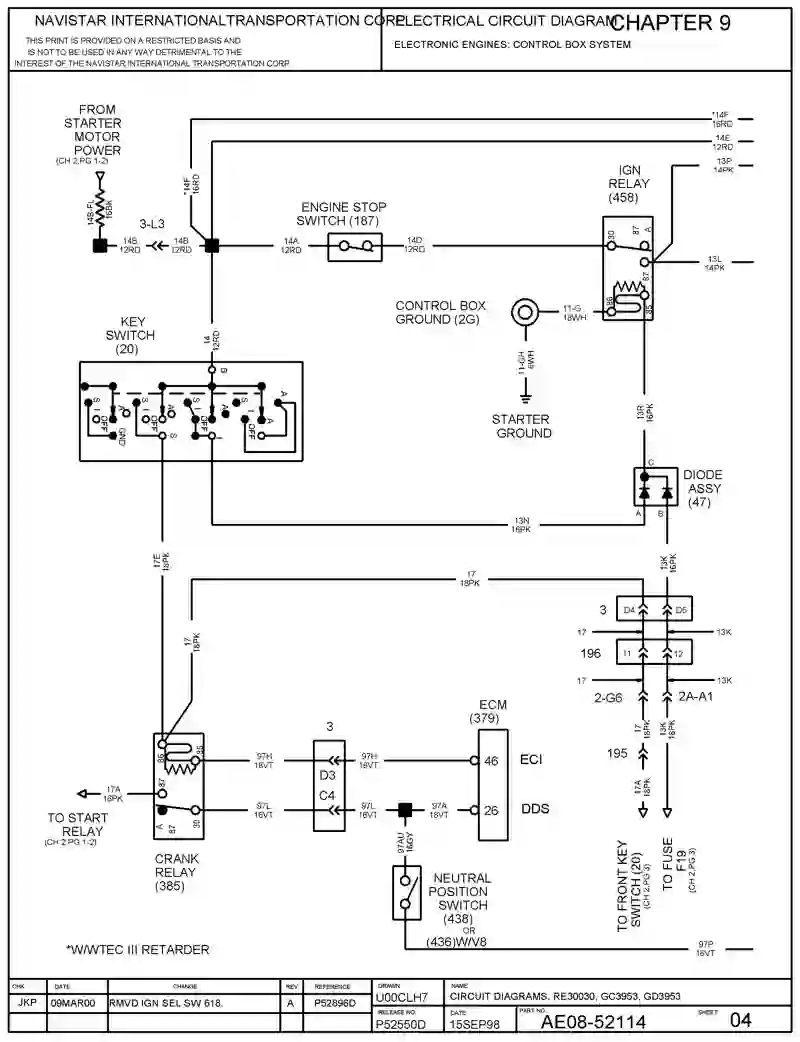 NAVISTAR INTERNATIONALTRANSPORTATION CORP.
THIS PRINT IS PROVIDED ON A RESTRICTED BASIS AND
IS NOT TO BE USED IN ANY WAY DETRIMENTAL TO THE
INTEREST OF THE NAVISTAR INTERNATIONAL TRANSPORTATION CORP.
ELECTRICAL CIRCUIT DIAGRAM
CHAPTER 9
ELECTRONIC ENGINES: CONTROL BOX SYSTEM
FROM
STARTER
MOTOR
POWER
(CH 2,PG 1-2)
14B-FL
16BK
3-L3
14B
12RD
14B
12RD
*14F
16RD
*14F
16RD
14E
12RD
13P
14PK
13L
14PK
ENGINE STOP
SWITCH (187)
14A
12RD
14D
12RD
IGN
RELAY
(458)
30
87
A
87
86
85
CONTROL BOX
GROUND (2G)
11-G
18WH
11-GH
8WH
STARTER
GROUND
KEY
SWITCH
(20)
14
12RD
B
S
I
OFF
A
GND
S
I
OFF
A
S
S
I
OFF
A
I
S
I
OFF
A
A
13R
16PK
C
DIODE
ASSY
(47)
A
B
13N
16PK
17E
18PK
13K
16PK
17
18PK
17
18PK
3
D4
D5
17
13K
196
11
12
17
13K
2-G6
2A-A1
17
18PK
13K
16PK
195
17A
18PK
TO FRONT KEY
SWITCH (20)
(CH 2,PG 3)
TO FUSE
F19
(CH 2,PG 3)
ECM
(379)
46
ECI
26
DDS
3
D3
C4
97H
18VT
97H
18VT
97L
18VT
97L
18VT
97A
18VT
86
85
87
A
87
30
17A
16PK
TO START
RELAY
(CH 2,PG 1-2)
CRANK
RELAY
(385)
97AU
16GY
NEUTRAL
POSITION
SWITCH
(438)
OR
(436)W/V8
97P
18VT
*W/WTEC III RETARDER
CHK
DATE
CHANGE
REV
REFERENCE
JKP
09MAR00
RMVD IGN SEL SW 618.
A
P52896D
DRAWN
U00CLH7
NAME
CIRCUIT DIAGRAMS. RE30030, GC3953, GD3953
RELEASE NO.
P52550D
DATE
15SEP98
PART NO.
AE08-52114
SHEET
04